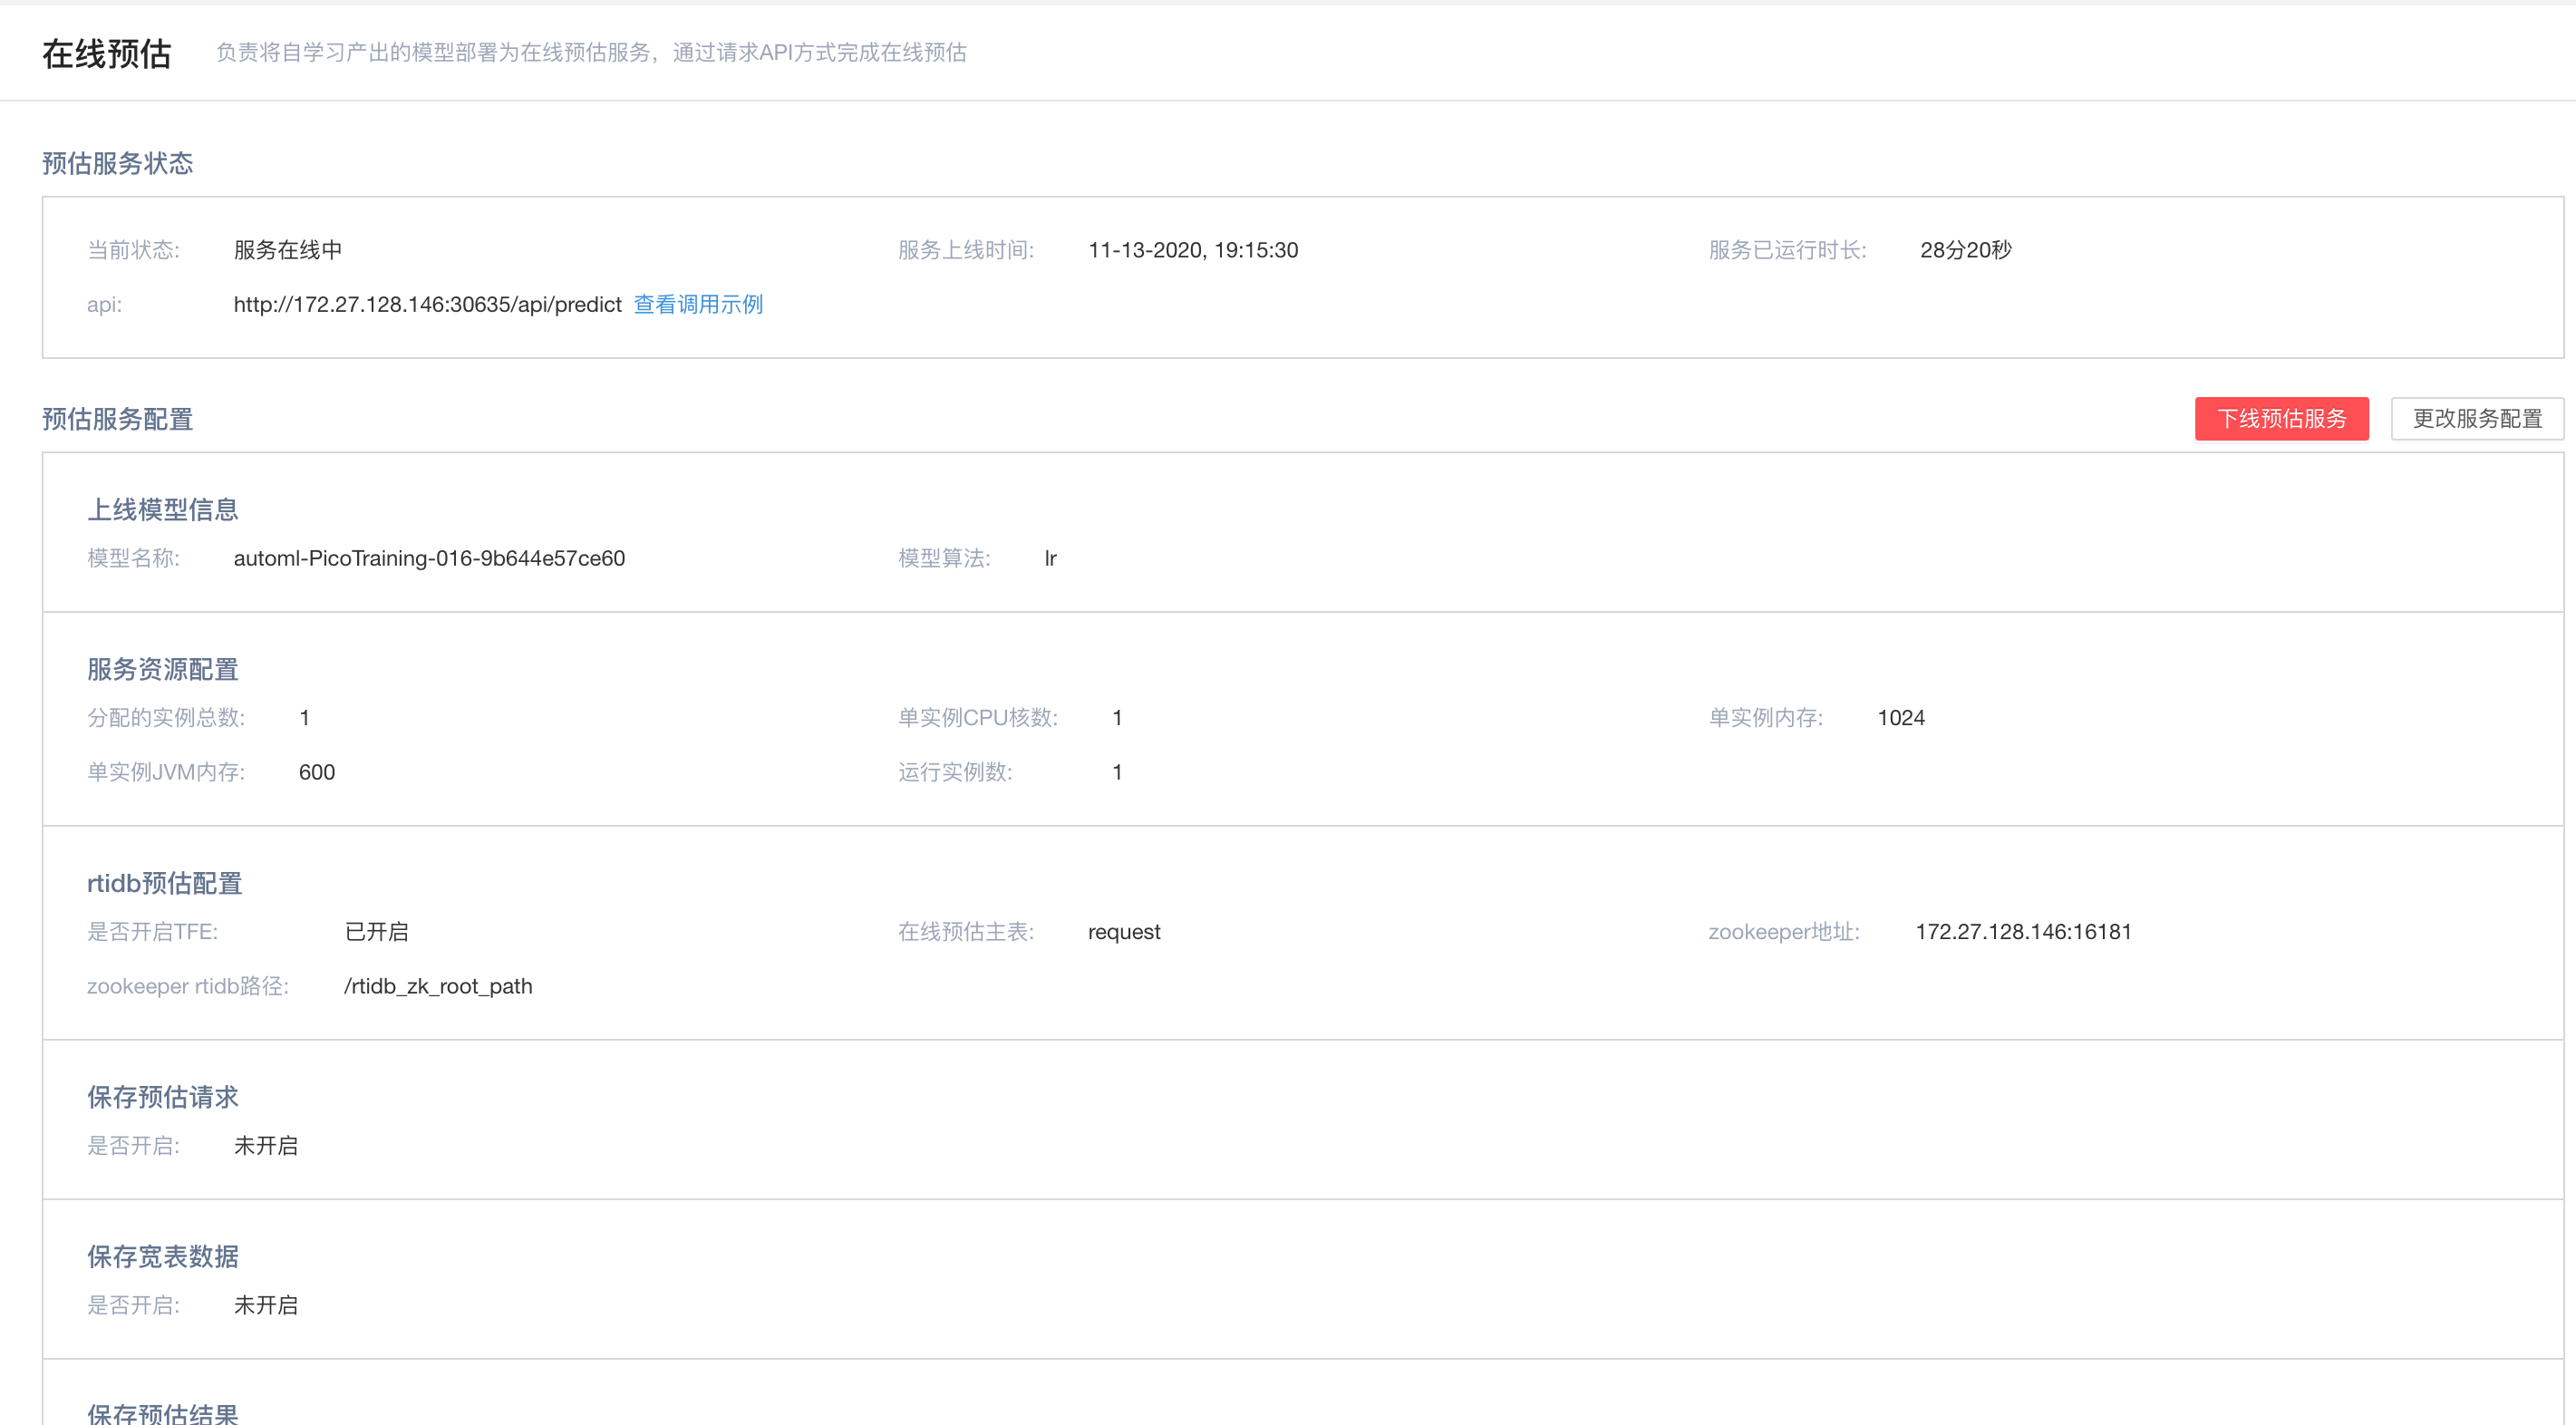 在线预估 负责将自学习产出的模型部署为在线预估服务，通过请求API方式完成在线预估
预估服务状态
当前状态: 服务在线中 服务上线时间: 11-13-2020, 19:15:30 服务已运行时长: 28分20秒
api: http://172.27.128.146:30635/api/predict 查看调用示例
预估服务配置 下线预估服务 更改服务配置
上线模型信息
模型名称: automl-PicoTraining-016-9b644e57ce60 模型算法: lr
服务资源配置
分配的实例总数: 1 单实例CPU核数: 1 单实例内存: 1024
单实例JVM内存: 600 运行实例数: 1
rtidb预估配置
是否开启TFE: 已开启 在线预估主表: request zookeeper地址: 172.27.128.146:16181
zookeeper rtidb路径: /rtidb_zk_root_path
保存预估请求
是否开启: 未开启
保存宽表数据
是否开启: 未开启
保存预估结果